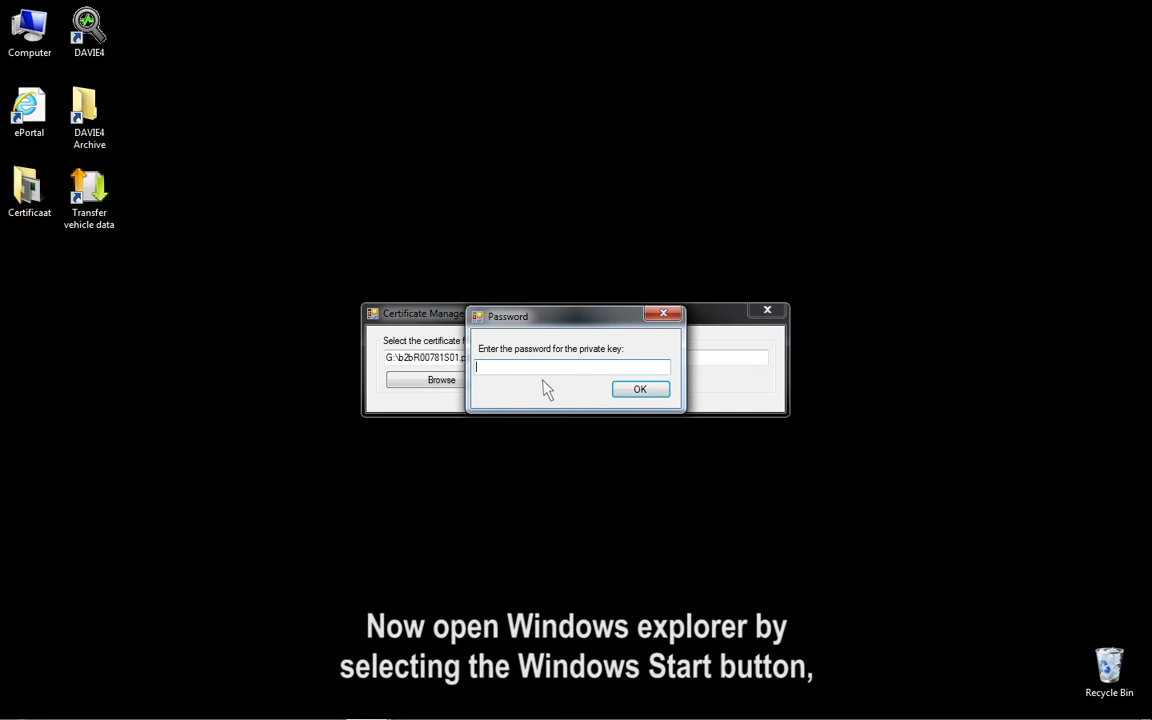 Computer
DAVIE4
ePortal
DAVIE4
Archive
Certificaat
Transfer
vehicle data
Certificate Manage
Select the certificate f
G:\b2bR00781S01.p
Browse
Password
Enter the password for the private key:
OK
Now open Windows explorer by
selecting the Windows Start button,
Recycle Bin